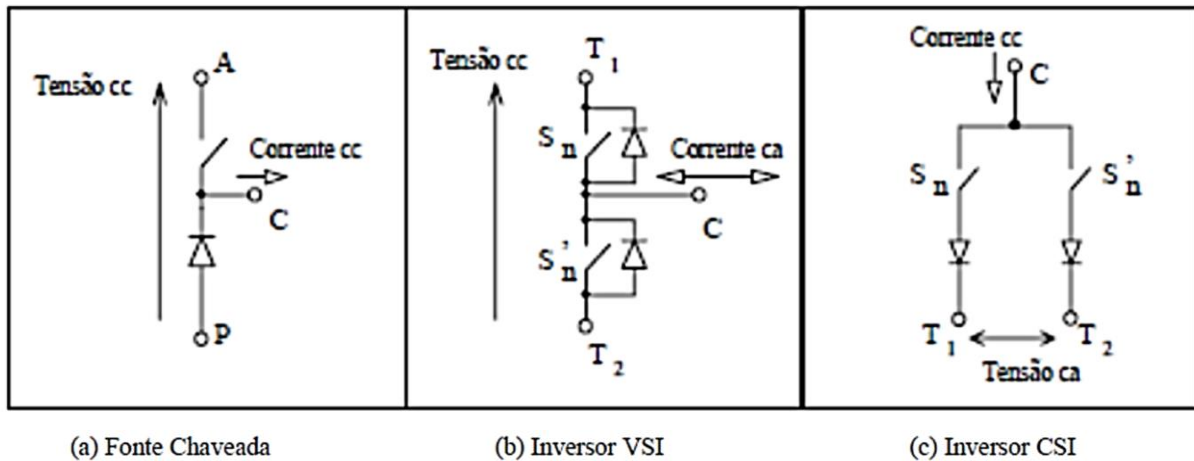 A
Tensão cc
Corrente cc
C
P
T1
Tensão cc
Sn
Corrente ca
C
S'n
T2
Corrente cc
C
Sn
S'n
T1
T2
Tensão ca
(a) Fonte Chaveada
(b) Inversor VSI
(c) Inversor CSI